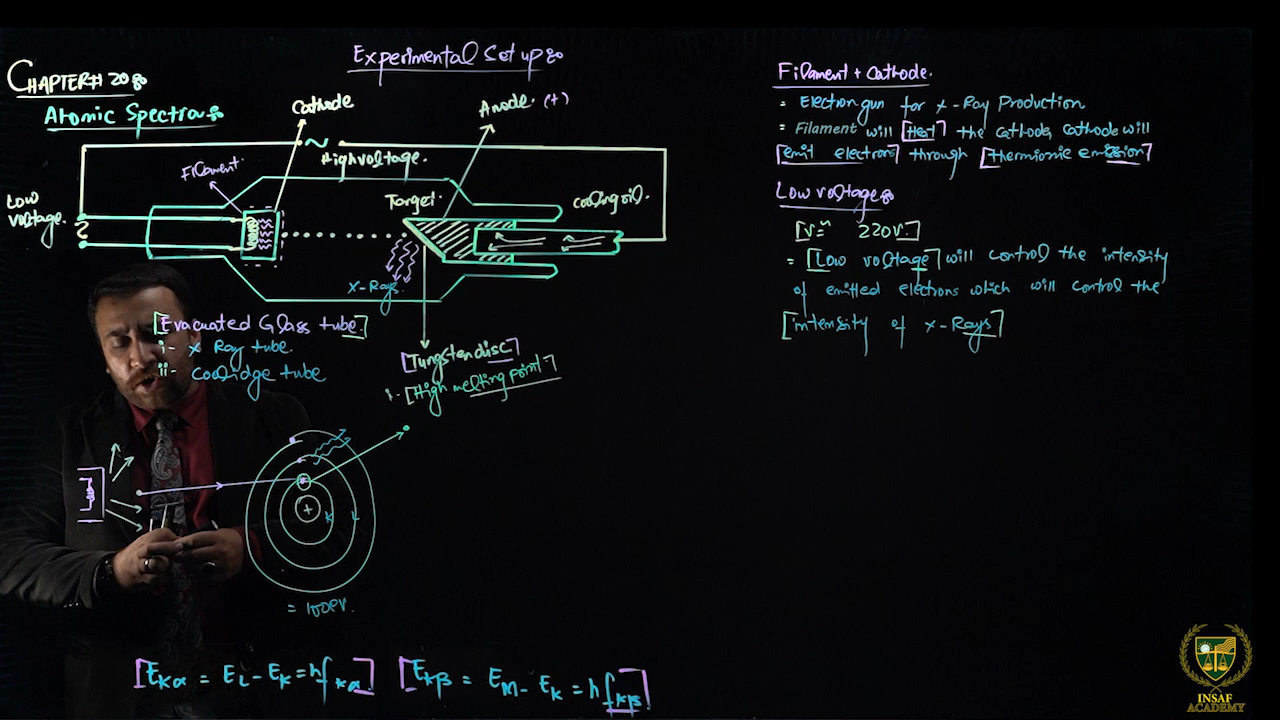 Experimental Set up :
CHAPTER # 20 :
Atomic Spectra :
Cathode
Anode (+)
~
High voltage.
Filament
Low voltage.
Target
cooling oil
X-Rays
[Evacuated Glass tube.]
i- X Ray tube
ii- Coolidge tube
[Tungsten disc]
i- [High melting point]
+
K
L
= 100eV.
[EKα = EL - EK = hfKα] [EKβ = EM - EK = hfKβ]
Filament + Cathode.
= Electron gun for X-Ray Production
= Filament will [Heat] the cathode, cathode will
[emit electrons] through [thermionic emission]
Low voltage :
[V= 220V.]
= [Low voltage] will control the intensity
of emitted electrons which will control the
[intensity of X-Rays]
INSAF
ACADEMY